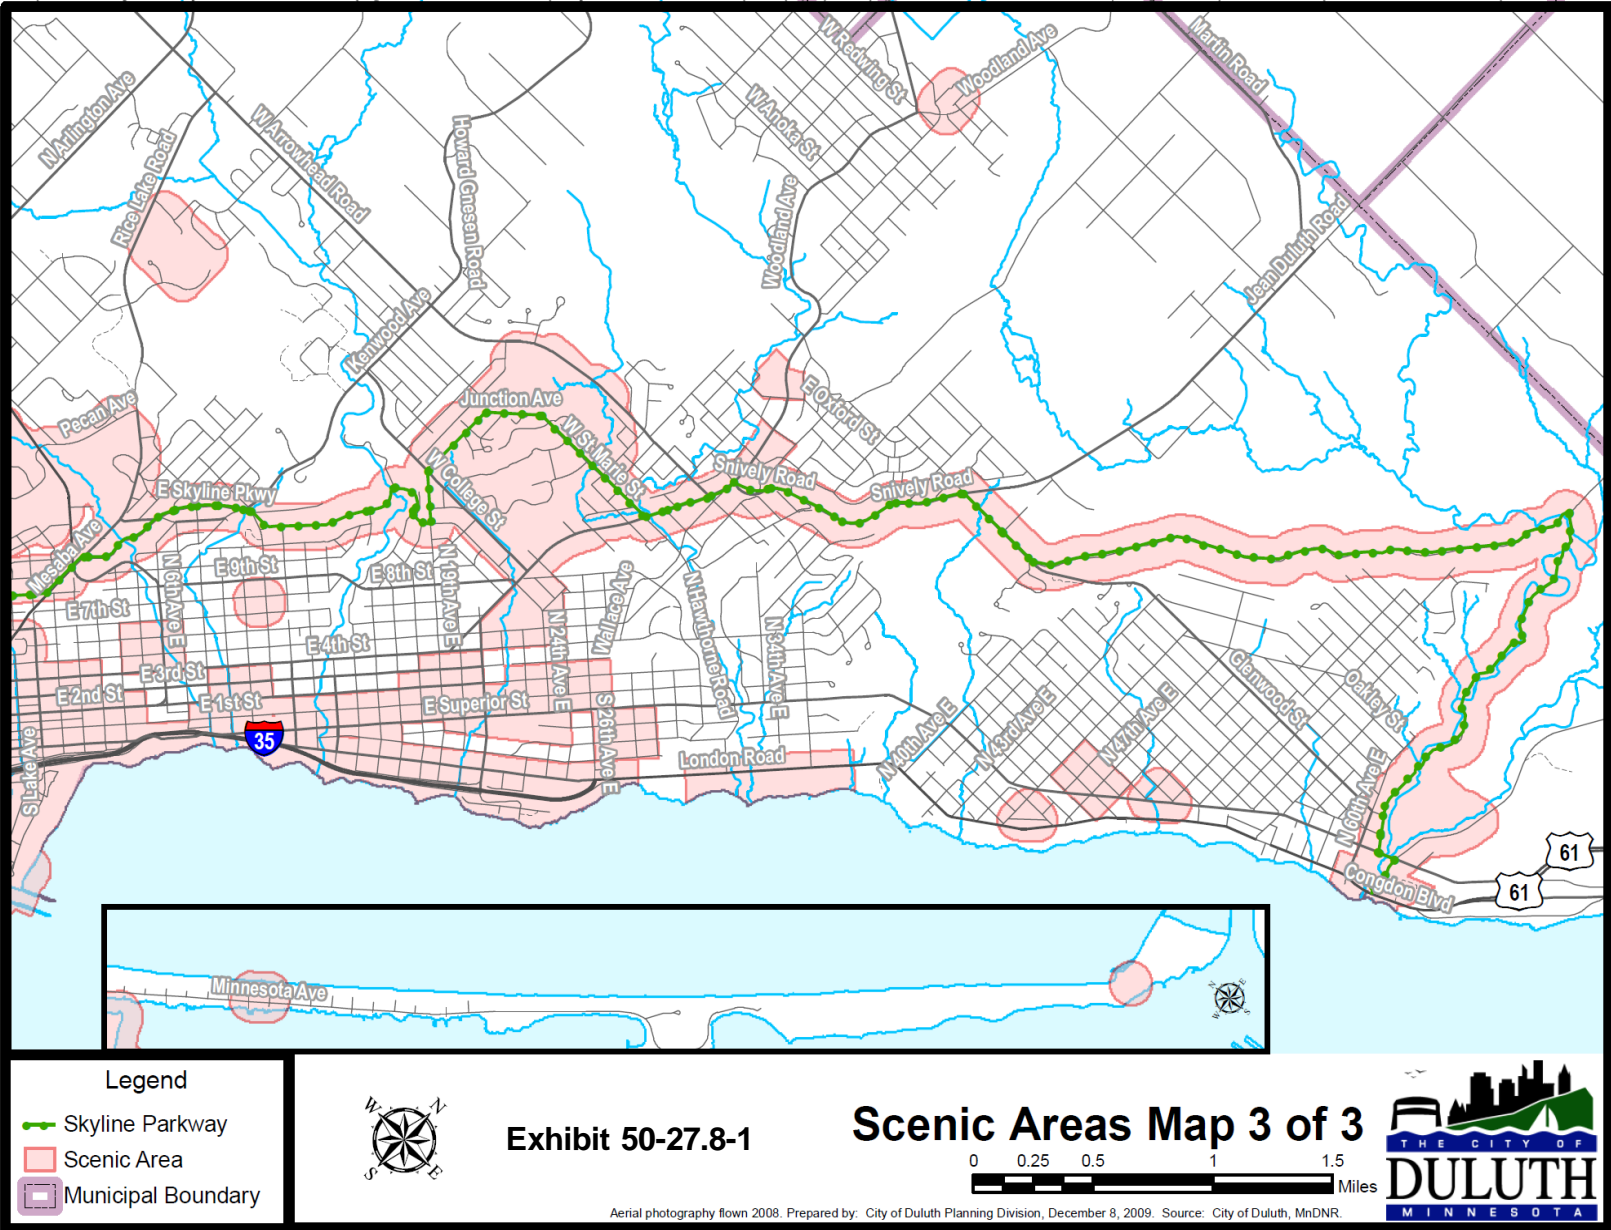 N Arlington Ave
Rice Lake Road
W Arrowhead Road
Howard Gnesen Road
W Redwing St
Woodland Ave
W Anoka St
Woodland Ave
Martin Road
Jean Duluth Road
Kenwood Ave
Pecan Ave
Junction Ave
W St Marie St
E Oxford St
W College St
Snively Road
Snively Road
E Skyline Pkwy
Mesaba Ave
N 6th Ave E
E 9th St
E 8th St
N 19th Ave E
E 7th St
Wallace Ave
N Hawthorne Road
N 24th Ave E
N 34th Ave E
E 4th St
E 3rd St
E 2nd St
E 1st St
E Superior St
S 26th Ave E
S Lake Ave
35
London Road
N 40th Ave E
N 43rd Ave E
N 47th Ave E
Glenwood St
Oakley St
N 60th Ave E
Congdon Blvd
61
61
Minnesota Ave
N
E
S
W
Legend
Skyline Parkway
Scenic Area
Municipal Boundary
W
N
S
E
Exhibit 50-27.8-1
Scenic Areas Map 3 of 3
0 0.25 0.5 1 1.5
Miles
THE CITY OF
DULUTH
MINNESOTA
Aerial photography flown 2008. Prepared by: City of Duluth Planning Division, December 8, 2009. Source: City of Duluth, MnDNR.